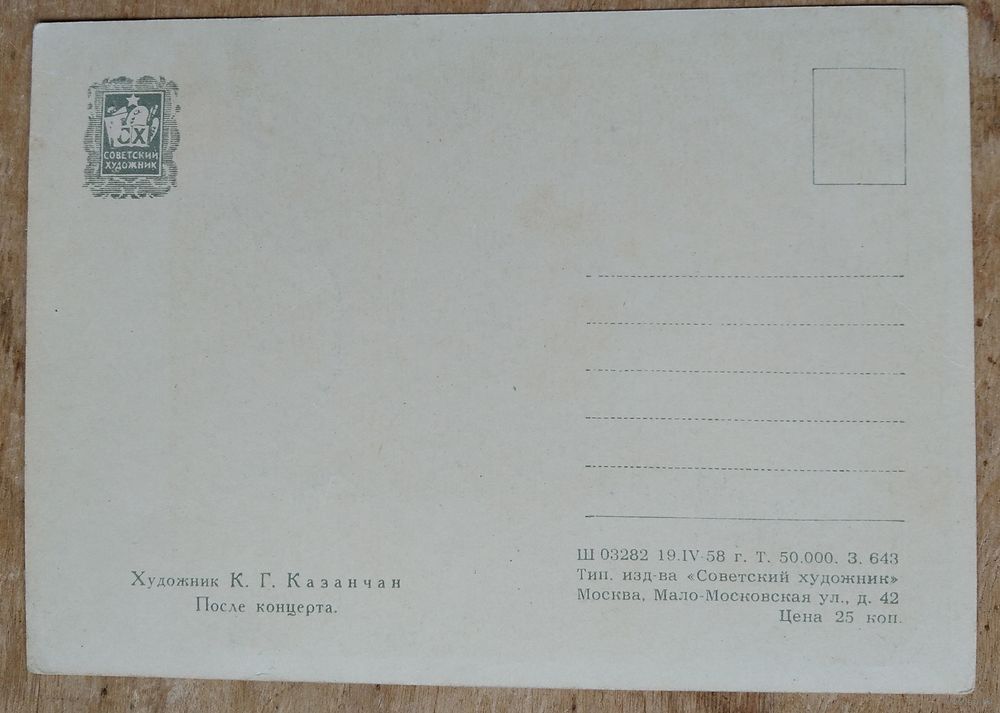 СХ
СОВЕТСКИЙ
ХУДОЖНИК
Художник К. Г. Казанчан
После концерта.
Ш 03282 19.IV-58 г. Т. 50.000. З. 643
Тип. изд-ва «Советский художник»
Москва, Мало-Московская ул., д. 42
Цена 25 коп.